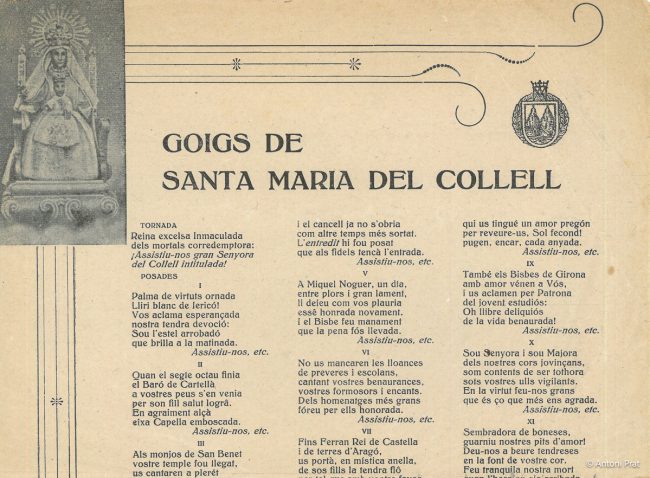 GOIGS DE
SANTA MARIA DEL COLLELL
TORNADA
Reina excelsa Inmaculada
dels mortals corredemptora:
¡Assistiu-nos gran Senyora
del Collell intitulada!
POSADES
I
Palma de virtuts ornada
Lliri blanc de Iericó!
Vos aclama esperançada
nostra tendra devoció:
Sou l'estel arrobadó
que brilla a la matinada.
Assistiu-nos, etc.
II
Quan el segle octau finia
el Baró de Cartellà
a vostres peus s'en venia
per son fill salut lográ.
En agraiment alçà
eixa Capella emboscada.
Assistiu-nos, etc.
III
Als monjos de San Benet
vostre temple fou llegat,
us cantaren a pleret
i el cancell ja no s'obria
com altre temps més sortat.
L'entredit hi fou posat
que als fidels tencà l'entrada.
Assistiu-nos, etc.
V
A Miquel Noguer, un dia,
entre plors i gran lament,
li deieu com vos plauria
essê honrada novament.
i el Bisbe feu manament
que la pena fós llevada.
Assistiu-nos, etc.
VI
No us mancaren les lloances
de preveres i escolans,
cantant vostres benaurances,
vostres formosors i encants.
Dels homenatges més grans
fóreu per ells honorada.
Assistiu-nos, etc.
VII
Fins Ferran Rei de Castella
i de terres d'Aragó,
us portà, en mística anella,
de sos fills la tendra fló
qui us tingué un amor pregón
per reveure-us, Sol fecond!
pugen, encar, cada anyada.
Assistiu-nos, etc.
IX
També els Bisbes de Girona
amb amor vénen a Vós,
i us aclamen per Patrona
del jovent estudiós:
Oh llibre deliquiós
de la vida benaurada!
Assistiu-nos, etc.
X
Sou Senyora i sou Majora
dels nostres cors jovinçans,
som contents de ser tothora
sots vostres ulls vigilants.
En la virtut feu-nos grans
que és ço que més ens agrada.
Assistiu-nos, etc.
XI
Sembradora de boneses,
guarniu nostres pits d'amor!
Deu-nos a beure tendreses
en la font de vostre cor.
Feu tranquila nostra mort
© Antoni Prat